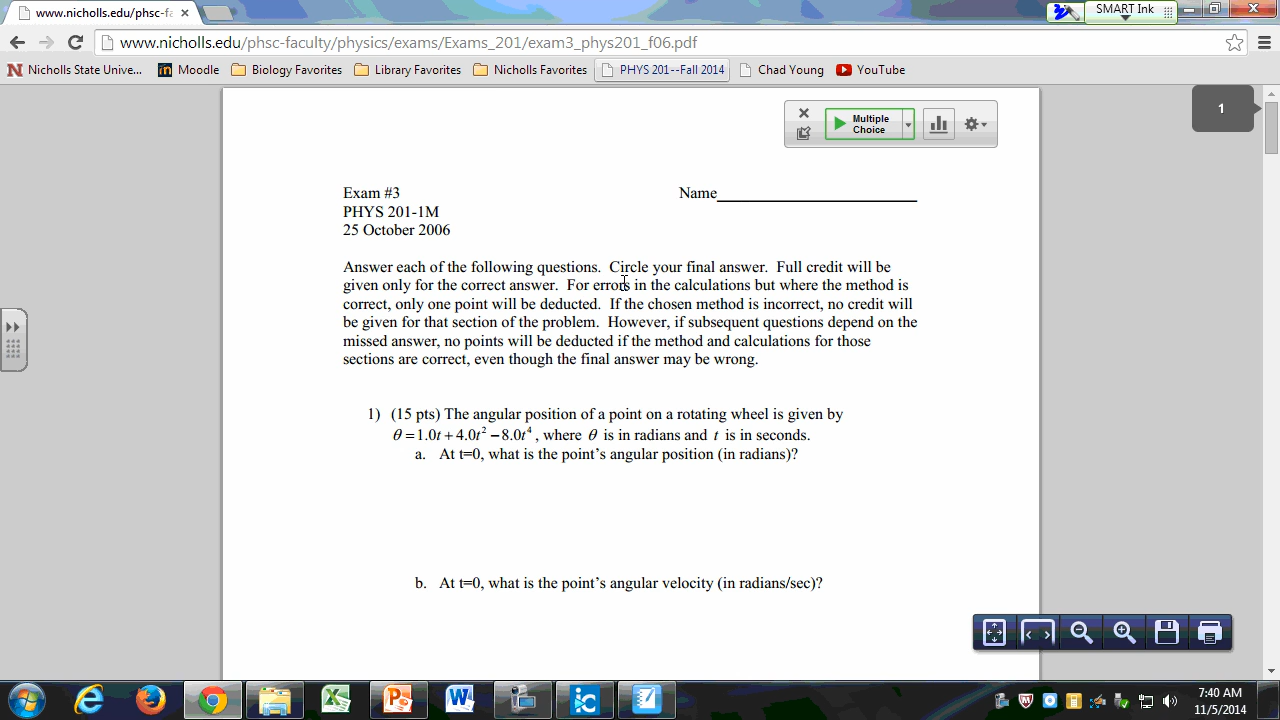 www.nicholls.edu/phsc-fa
SMART Ink
www.nicholls.edu/phsc-faculty/physics/exams/Exams_201/exam3_phys201_f06.pdf
N Nicholls State Unive... m Moodle Biology Favorites Library Favorites Nicholls Favorites PHYS 201--Fall 2014 Chad Young YouTube
1
Multiple
Choice
Exam #3 Name
PHYS 201-1M
25 October 2006
Answer each of the following questions. Circle your final answer. Full credit will be
given only for the correct answer. For errors in the calculations but where the method is
correct, only one point will be deducted. If the chosen method is incorrect, no credit will
be given for that section of the problem. However, if subsequent questions depend on the
missed answer, no points will be deducted if the method and calculations for those
sections are correct, even though the final answer may be wrong.
1) (15 pts) The angular position of a point on a rotating wheel is given by
θ = 1.0t + 4.0t² − 8.0t⁴, where θ is in radians and t is in seconds.
a. At t=0, what is the point's angular position (in radians)?
b. At t=0, what is the point's angular velocity (in radians/sec)?
7:40 AM
11/5/2014